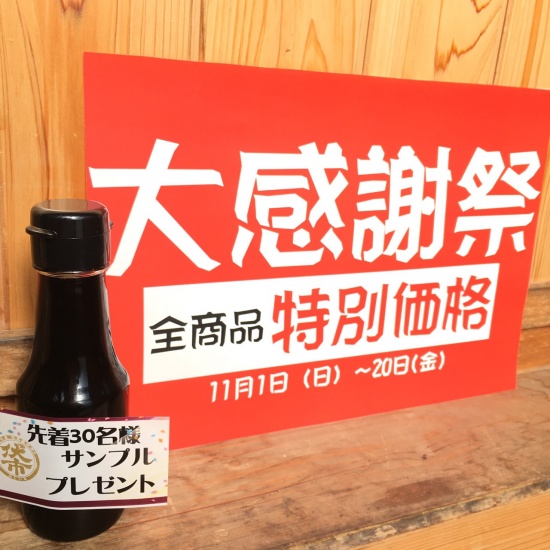 大感謝祭
全商品 特別価格
11月1日（日）～20日(金)
先着30名様
サンプル
プレゼント